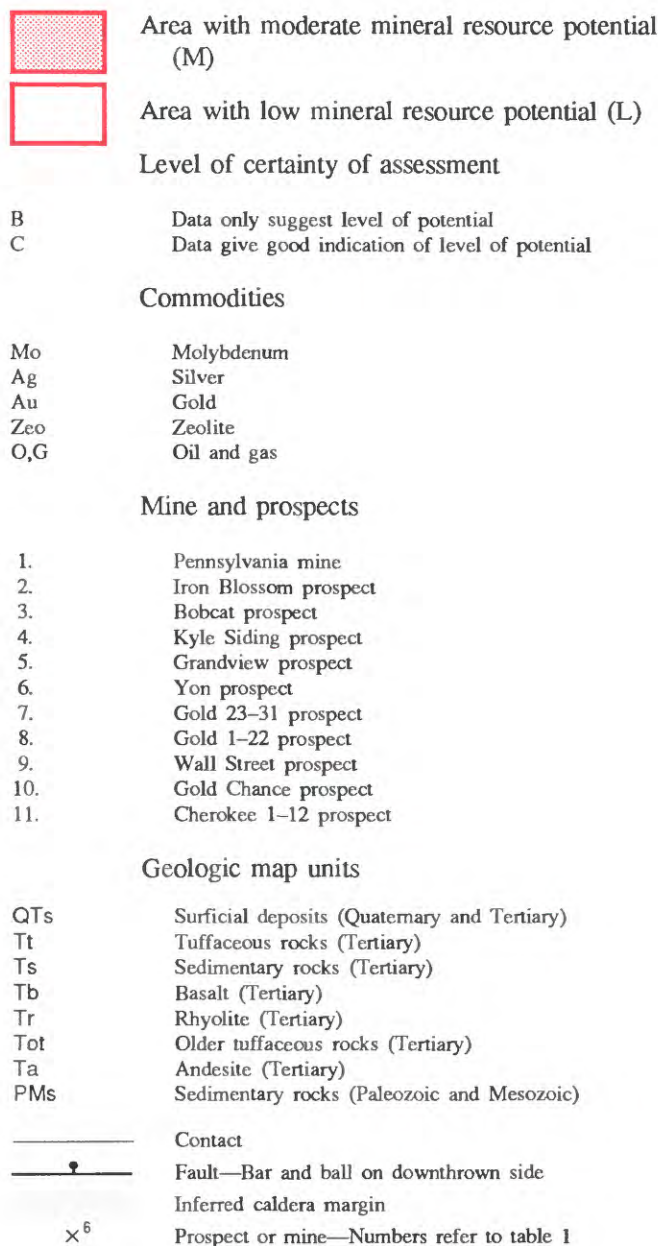 Area with moderate mineral resource potential
(M)
Area with low mineral resource potential (L)
Level of certainty of assessment
B Data only suggest level of potential
C Data give good indication of level of potential
Commodities
Mo Molybdenum
Ag Silver
Au Gold
Zeo Zeolite
O,G Oil and gas
Mine and prospects
1. Pennsylvania mine
2. Iron Blossom prospect
3. Bobcat prospect
4. Kyle Siding prospect
5. Grandview prospect
6. Yon prospect
7. Gold 23–31 prospect
8. Gold 1–22 prospect
9. Wall Street prospect
10. Gold Chance prospect
11. Cherokee 1–12 prospect
Geologic map units
QTs Surficial deposits (Quaternary and Tertiary)
Tt Tuffaceous rocks (Tertiary)
Ts Sedimentary rocks (Tertiary)
Tb Basalt (Tertiary)
Tr Rhyolite (Tertiary)
Tot Older tuffaceous rocks (Tertiary)
Ta Andesite (Tertiary)
PMs Sedimentary rocks (Paleozoic and Mesozoic)
Contact
Fault—Bar and ball on downthrown side
Inferred caldera margin
×6 Prospect or mine—Numbers refer to table 1